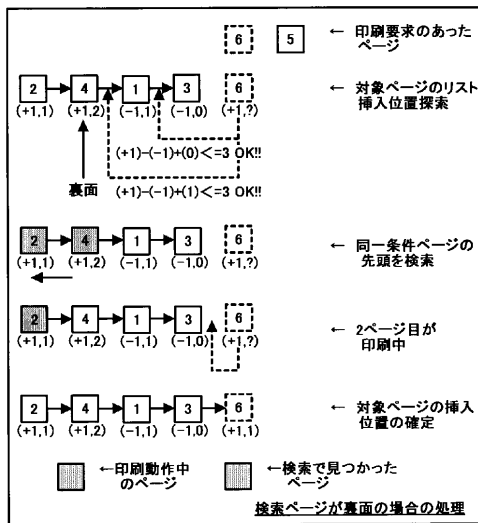 6 5 ← 印刷要求のあった
ページ
2 4 1 3 6 ← 対象ページのリスト
挿入位置探索
(+1,1) (+1,2) (−1,1) (−1,0) (+1,?)
(+1)−(−1)+(0)<=3 OK!!
裏面
(+1)−(−1)+(1)<=3 OK!!
2 4 1 3 6 ← 同一条件ページの
先頭を検索
(+1,1) (+1,2) (−1,1) (−1,0) (+1,?)
2 4 1 3 6 ← 2ページ目が
印刷中
(+1,1) (+1,2) (−1,1) (−1,0) (+1,?)
2 4 1 3 6 ← 対象ページの挿入
位置の確定
(+1,1) (+1,2) (−1,1) (−1,0) (+1,1)
←印刷動作中
のページ
←検索で見つかった
ページ
検索ページが裏面の場合の処理